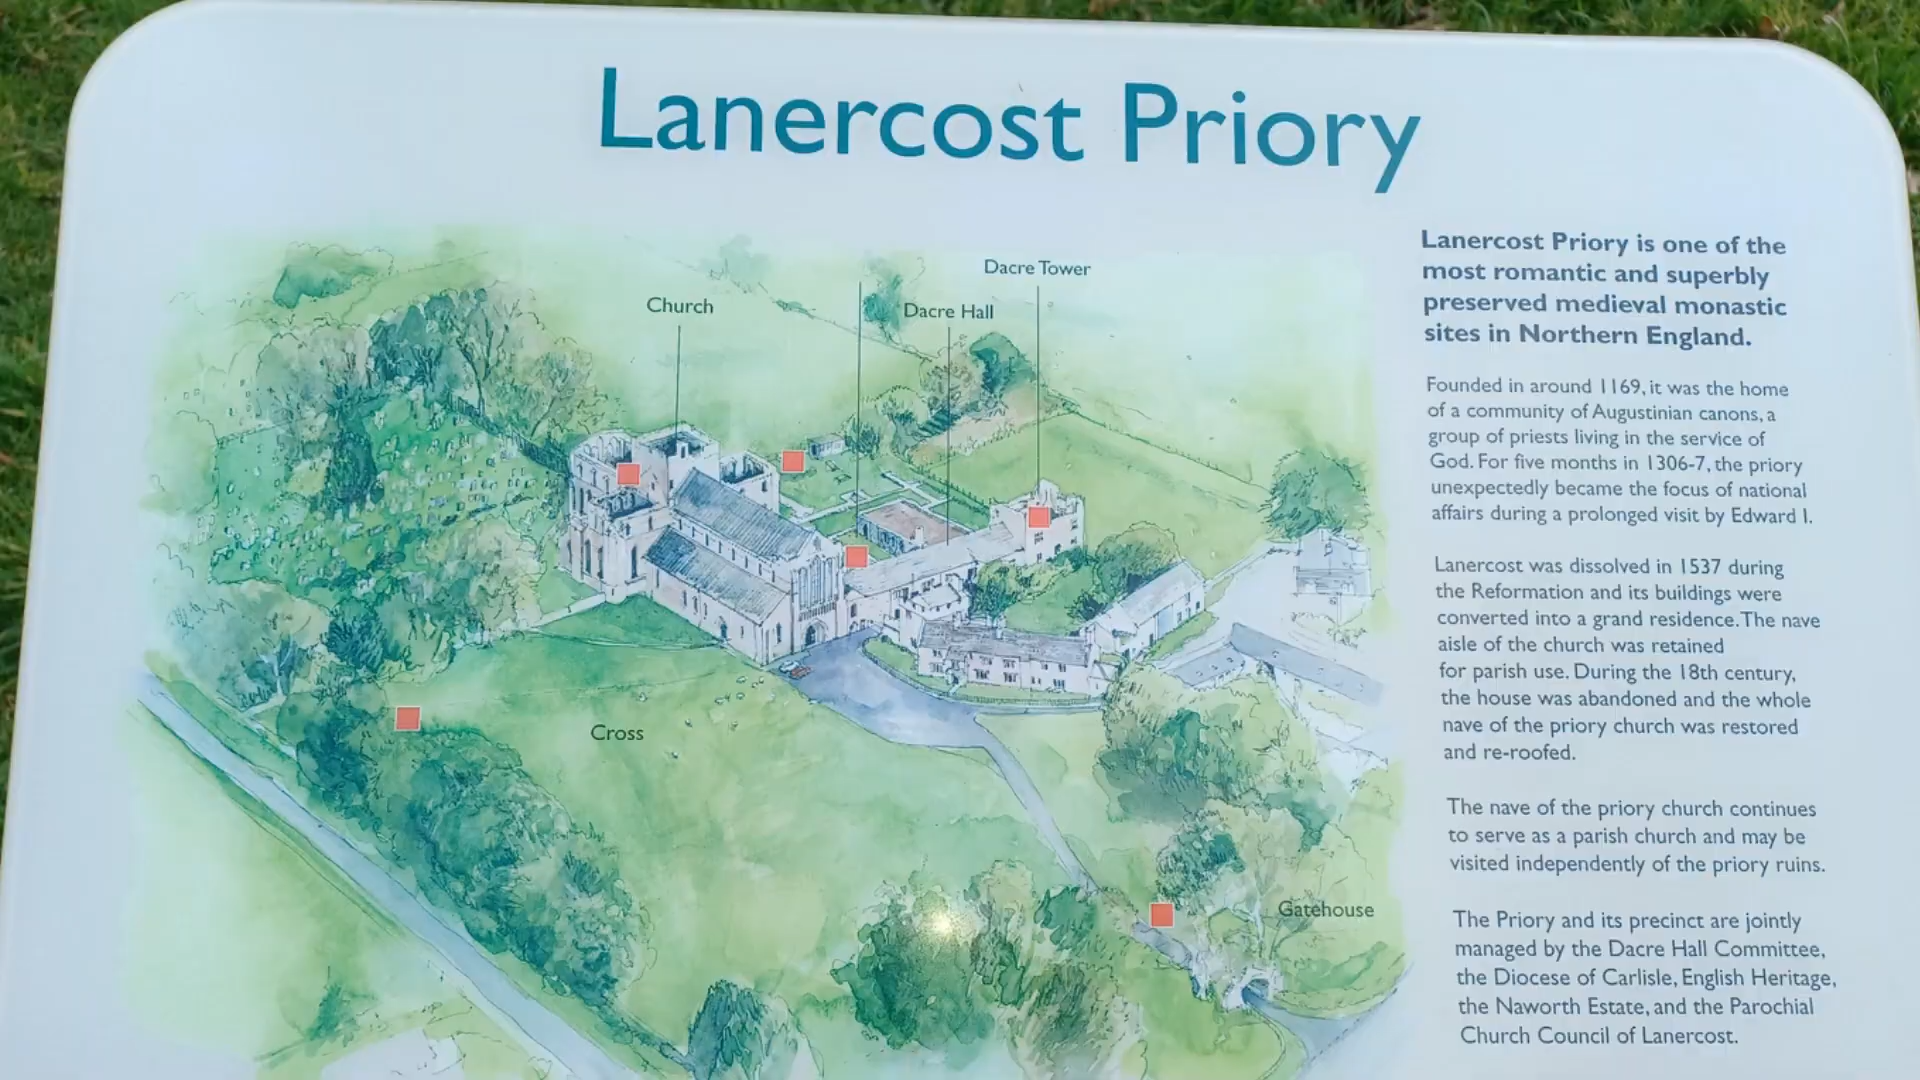 Lanercost Priory
Dacre Tower
Church
Dacre Hall
Cross
Gatehouse
Lanercost Priory is one of the
most romantic and superbly
preserved medieval monastic
sites in Northern England.
Founded in around 1169, it was the home
of a community of Augustinian canons, a
group of priests living in the service of
God. For five months in 1306-7, the priory
unexpectedly became the focus of national
affairs during a prolonged visit by Edward I.
Lanercost was dissolved in 1537 during
the Reformation and its buildings were
converted into a grand residence. The nave
aisle of the church was retained
for parish use. During the 18th century,
the house was abandoned and the whole
nave of the priory church was restored
and re-roofed.
The nave of the priory church continues
to serve as a parish church and may be
visited independently of the priory ruins.
The Priory and its precinct are jointly
managed by the Dacre Hall Committee,
the Diocese of Carlisle, English Heritage,
the Naworth Estate, and the Parochial
Church Council of Lanercost.